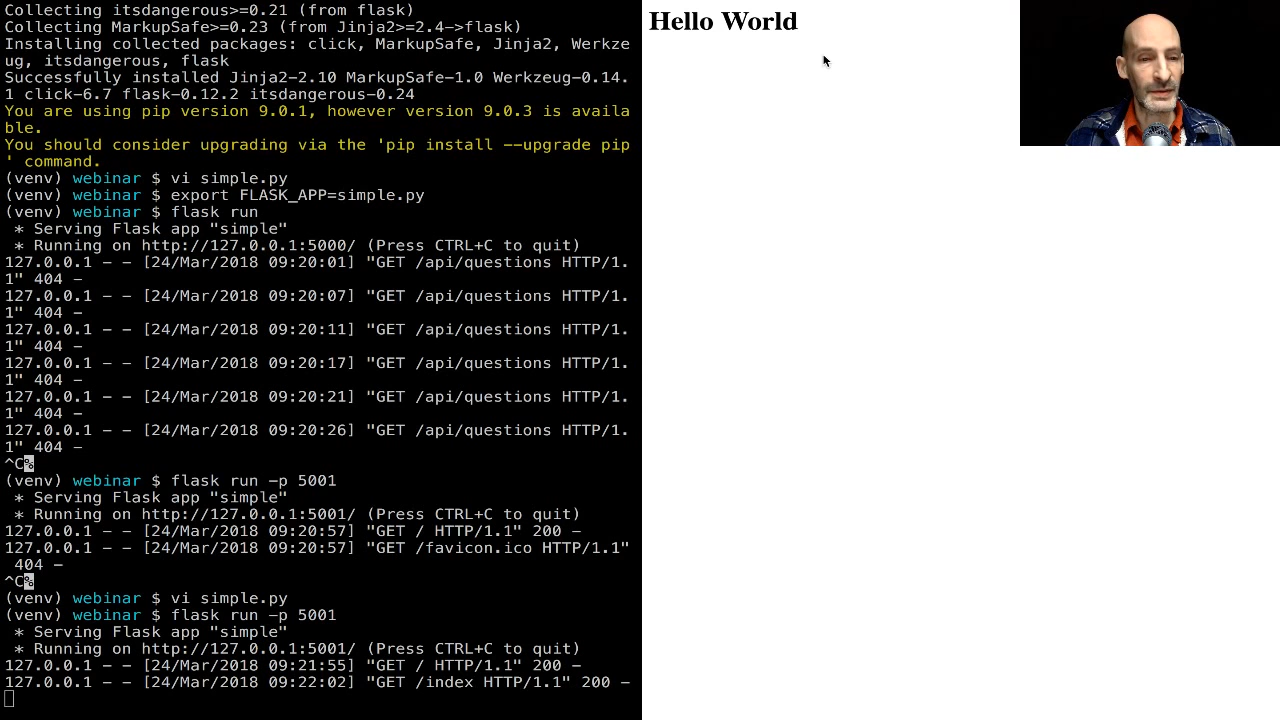 Collecting itsdangerous>=0.21 (from flask)
Collecting MarkupSafe>=0.23 (from Jinja2>=2.4->flask)
Installing collected packages: click, MarkupSafe, Jinja2, Werkze
ug, itsdangerous, flask
Successfully installed Jinja2-2.10 MarkupSafe-1.0 Werkzeug-0.14.
1 click-6.7 flask-0.12.2 itsdangerous-0.24
You are using pip version 9.0.1, however version 9.0.3 is availa
ble.
You should consider upgrading via the 'pip install --upgrade pip
' command.
(venv) webinar $ vi simple.py
(venv) webinar $ export FLASK_APP=simple.py
(venv) webinar $ flask run
 * Serving Flask app "simple"
 * Running on http://127.0.0.1:5000/ (Press CTRL+C to quit)
127.0.0.1 - - [24/Mar/2018 09:20:01] "GET /api/questions HTTP/1.
1" 404 -
127.0.0.1 - - [24/Mar/2018 09:20:07] "GET /api/questions HTTP/1.
1" 404 -
127.0.0.1 - - [24/Mar/2018 09:20:11] "GET /api/questions HTTP/1.
1" 404 -
127.0.0.1 - - [24/Mar/2018 09:20:17] "GET /api/questions HTTP/1.
1" 404 -
127.0.0.1 - - [24/Mar/2018 09:20:21] "GET /api/questions HTTP/1.
1" 404 -
127.0.0.1 - - [24/Mar/2018 09:20:26] "GET /api/questions HTTP/1.
1" 404 -
^C%
(venv) webinar $ flask run -p 5001
 * Serving Flask app "simple"
 * Running on http://127.0.0.1:5001/ (Press CTRL+C to quit)
127.0.0.1 - - [24/Mar/2018 09:20:57] "GET / HTTP/1.1" 200 -
127.0.0.1 - - [24/Mar/2018 09:20:57] "GET /favicon.ico HTTP/1.1"
 404 -
^C%
(venv) webinar $ vi simple.py
(venv) webinar $ flask run -p 5001
 * Serving Flask app "simple"
 * Running on http://127.0.0.1:5001/ (Press CTRL+C to quit)
127.0.0.1 - - [24/Mar/2018 09:21:55] "GET / HTTP/1.1" 200 -
127.0.0.1 - - [24/Mar/2018 09:22:02] "GET /index HTTP/1.1" 200 -
Hello World